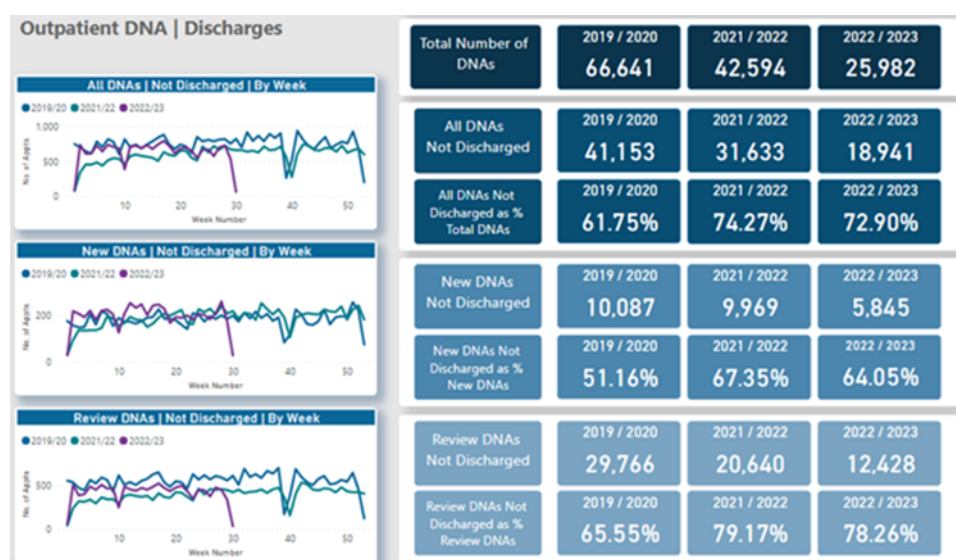 Outpatient DNA | Discharges
All DNAs | Not Discharged | By Week
2019/20 2021/22 2022/23
No. of Appts
1,000
500
0
10 20 30 40 50
Week Number
New DNAs | Not Discharged | By Week
2019/20 2021/22 2022/23
No. of Appts
200
0
10 20 30 40 50
Week Number
Review DNAs | Not Discharged | By Week
2019/20 2021/22 2022/23
No. of Appts
500
0
10 20 30 40 50
Week Number
Total Number of
DNAs
2019 / 2020 2021 / 2022 2022 / 2023
66,641 42,594 25,982
All DNAs
Not Discharged
2019 / 2020 2021 / 2022 2022 / 2023
41,153 31,633 18,941
All DNAs Not
Discharged as %
Total DNAs
2019 / 2020 2021 / 2022 2022 / 2023
61.75% 74.27% 72.90%
New DNAs
Not Discharged
2019 / 2020 2021 / 2022 2022 / 2023
10,087 9,969 5,845
New DNAs Not
Discharged as %
New DNAs
2019 / 2020 2021 / 2022 2022 / 2023
51.16% 67.35% 64.05%
Review DNAs
Not Discharged
2019 / 2020 2021 / 2022 2022 / 2023
29,766 20,640 12,428
Review DNAs Not
Discharged as %
Review DNAs
2019 / 2020 2021 / 2022 2022 / 2023
65.55% 79.17% 78.26%